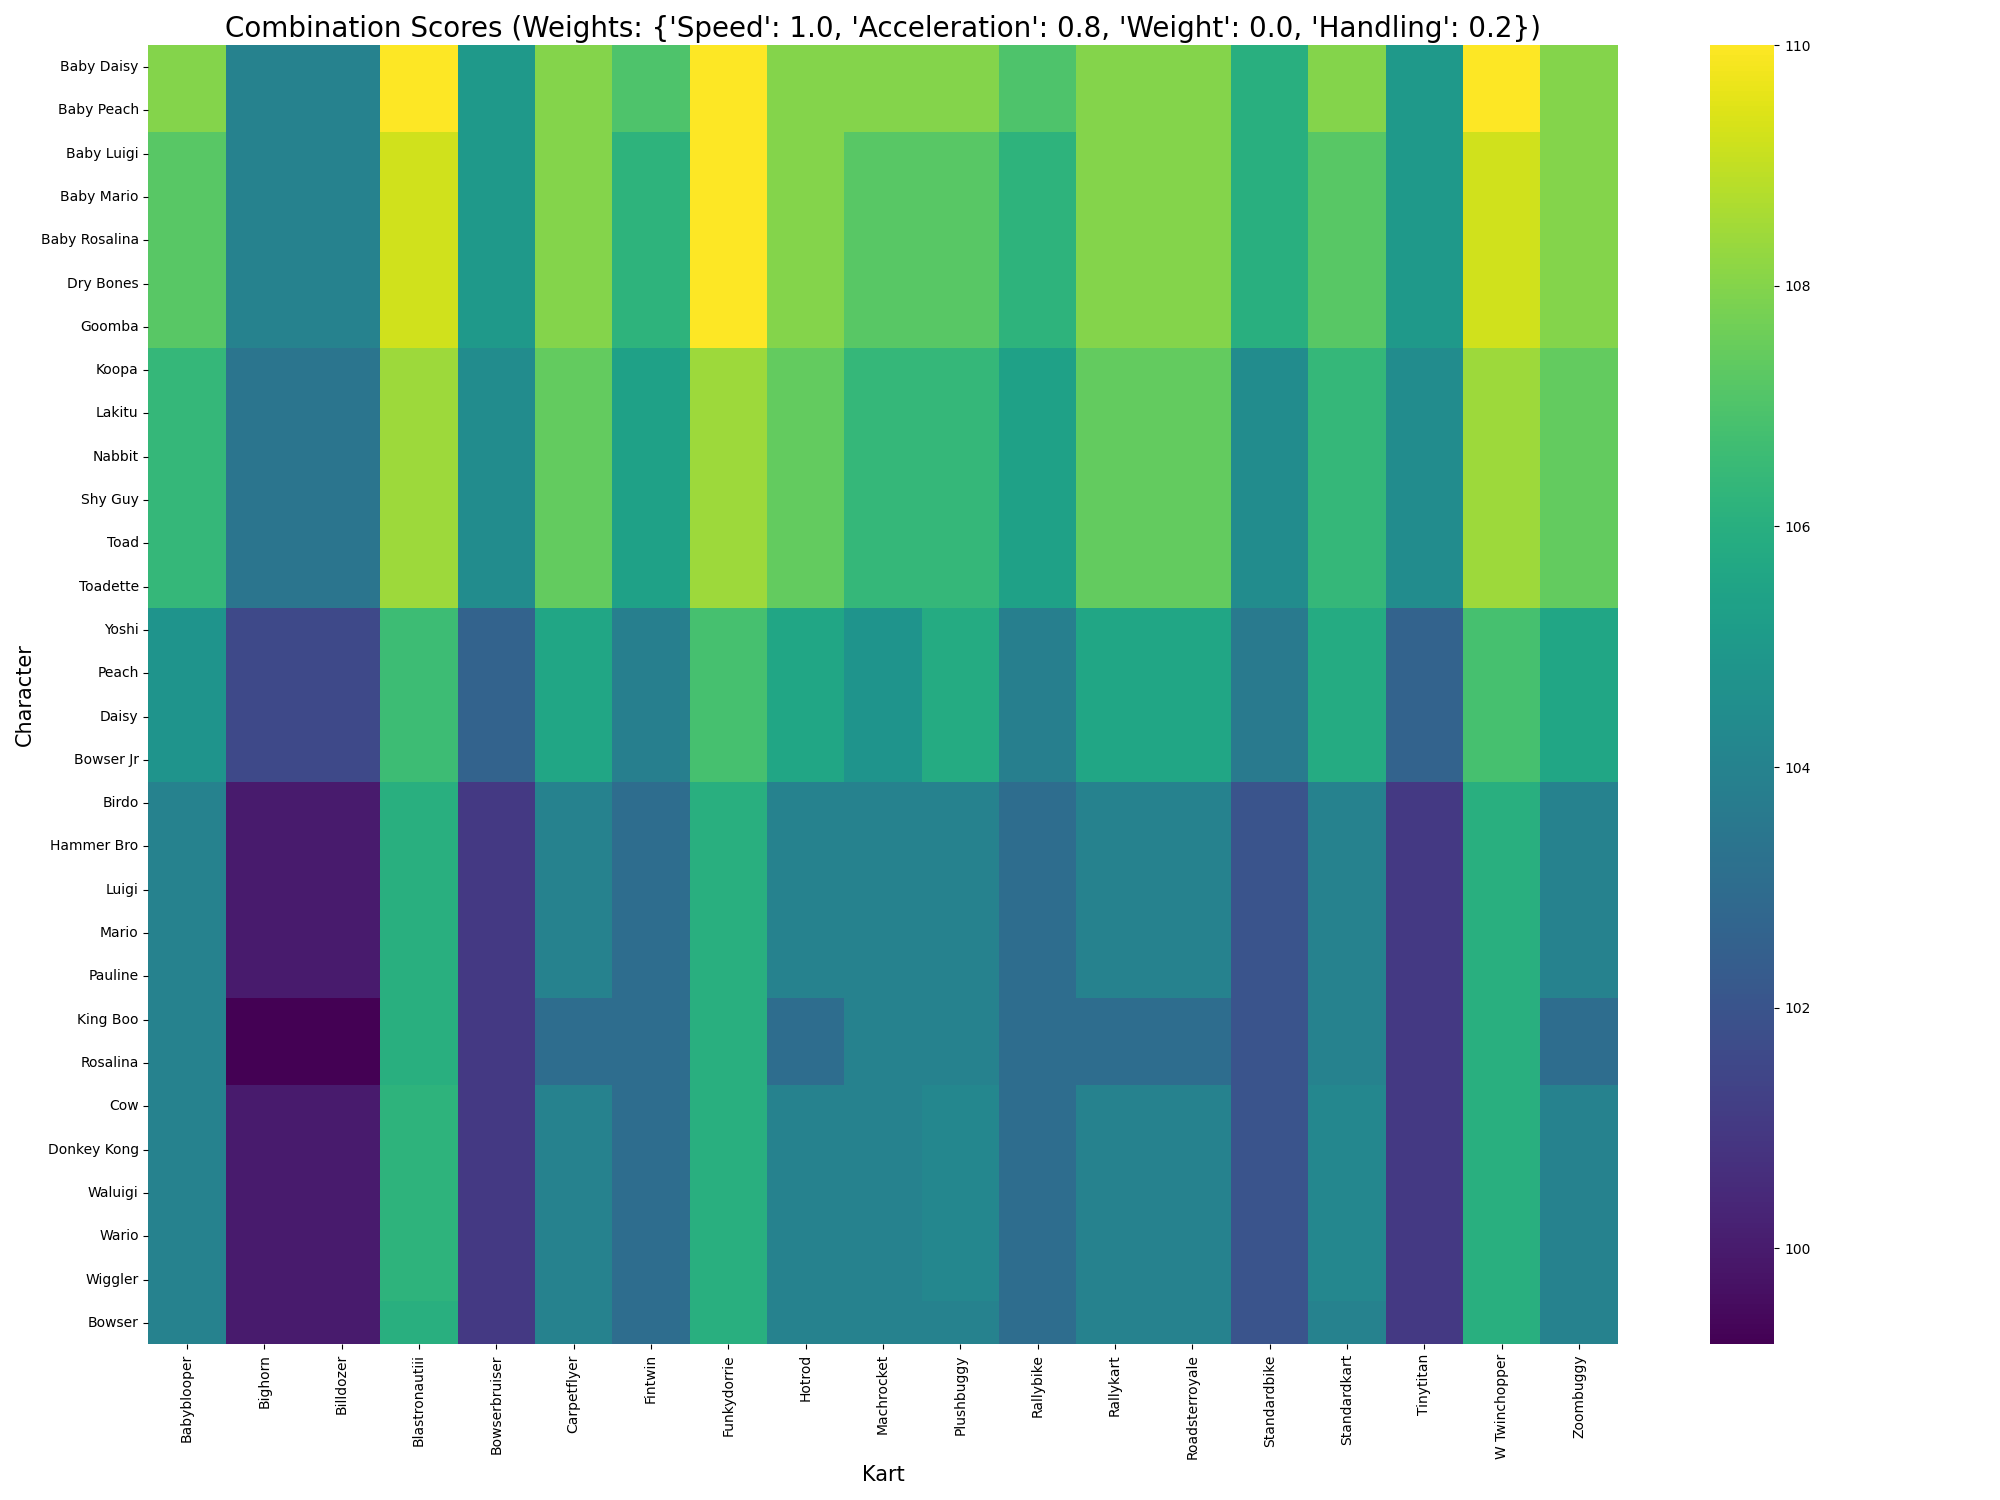 Combination Scores (Weights: {'Speed': 1.0, 'Acceleration': 0.8, 'Weight': 0.0, 'Handling': 0.2})
Character
Baby Daisy
Baby Peach
Baby Luigi
Baby Mario
Baby Rosalina
Dry Bones
Goomba
Koopa
Lakitu
Nabbit
Shy Guy
Toad
Toadette
Yoshi
Peach
Daisy
Bowser Jr
Birdo
Hammer Bro
Luigi
Mario
Pauline
King Boo
Rosalina
Cow
Donkey Kong
Waluigi
Wario
Wiggler
Bowser
Babyblooper
Bighorn
Billdozer
Blastronautiii
Bowserbruiser
Carpetflyer
Fintwin
Funkydorrie
Hotrod
Machrocket
Plushbuggy
Rallybike
Rallykart
Roadsterroyale
Standardbike
Standardkart
Tinytitan
W Twinchopper
Zoombuggy
Kart
110
108
106
104
102
100